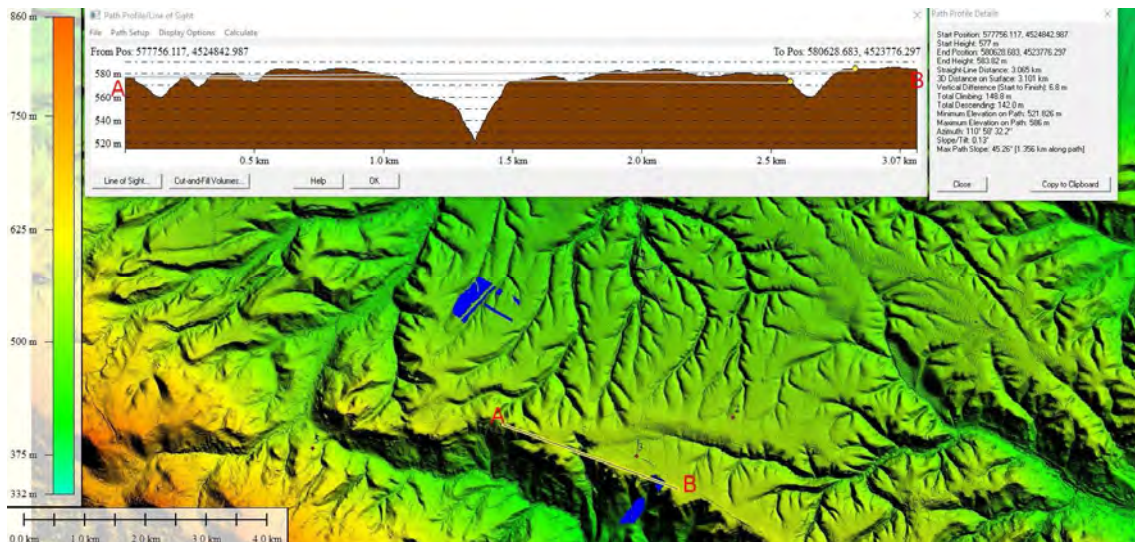 860 m
750 m
625 m
500 m
375 m
332 m
Path Profile/Line of Sight
File Path Setup Display Options Calculate
From Pos: 577756.117, 4524842.987
To Pos: 580628.683, 4523776.297
580 m
560 m
540 m
520 m
A
B
0.5 km
1.0 km
1.5 km
2.0 km
2.5 km
3.07 km
Line of Sight...
Cut-and-Fill Volumes...
Help
OK
Path Profile Details
Start Position: 577756.117, 4524842.987
Start Height: 577 m
End Position: 580628.683, 4523776.297
End Height: 583.82 m
Straight-Line Distance: 3.065 km
3D Distance on Surface: 3.101 km
Vertical Difference (Start to Finish): 6.8 m
Total Climbing: 148.8 m
Total Descending: 142.0 m
Minimum Elevation on Path: 521.826 m
Maximum Elevation on Path: 586 m
Azimuth: 110° 58' 32.2"
Slope/Tilt: 0.13°
Max Path Slope: 45.26° [1.356 km along path]
Close
Copy to Clipboard
A
B
0.0 km
1.0 km
2.0 km
3.0 km
4.0 km